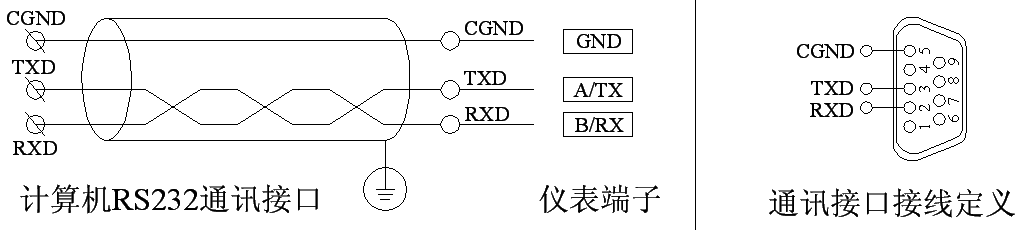 CGND CGND GND
TXD TXD A/TX
RXD RXD B/RX
计算机RS232通讯接口 仪表端子
CGND 5 9
4 8
TXD 3 7
RXD 2 6
1
通讯接口接线定义